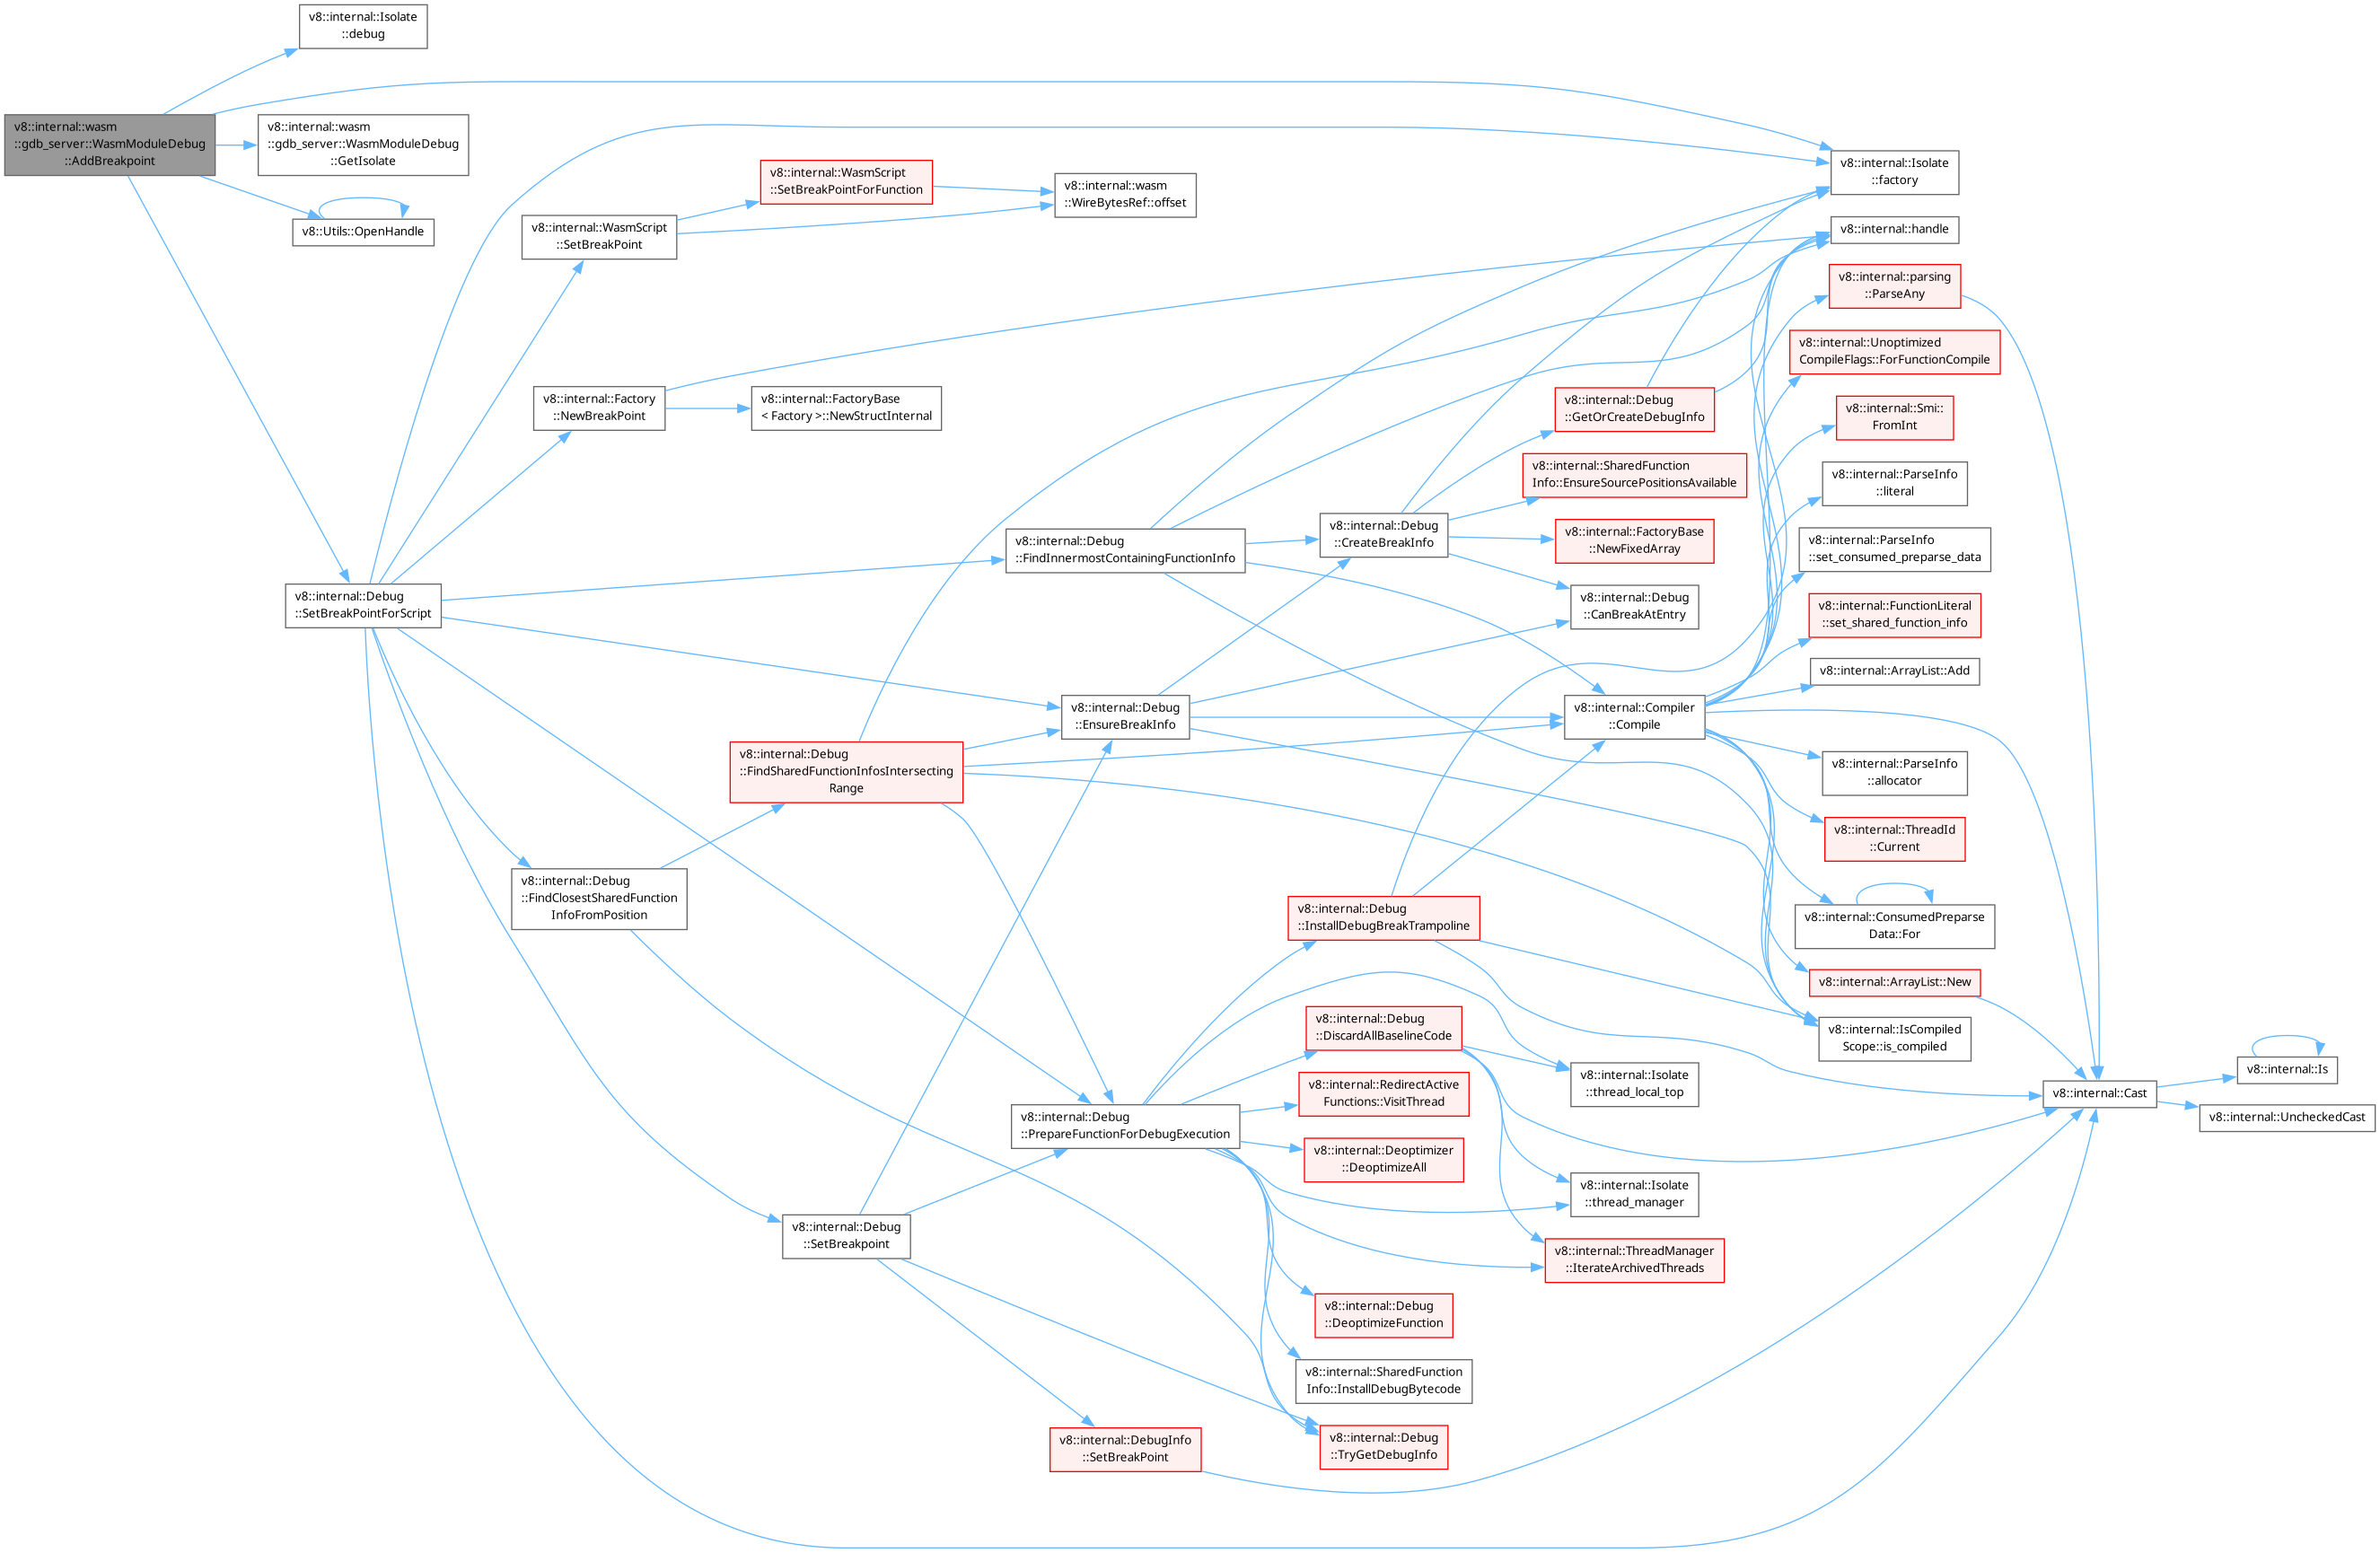 v8::internal::Isolate
::debug
v8::internal::wasm
::gdb_server::WasmModuleDebug
::AddBreakpoint
v8::internal::wasm
::gdb_server::WasmModuleDebug
::GetIsolate
v8::Utils::OpenHandle
v8::internal::Debug
::SetBreakPointForScript
v8::internal::WasmScript
::SetBreakPoint
v8::internal::WasmScript
::SetBreakPointForFunction
v8::internal::wasm
::WireBytesRef::offset
v8::internal::Factory
::NewBreakPoint
v8::internal::FactoryBase
< Factory >::NewStructInternal
v8::internal::Debug
::FindClosestSharedFunction
InfoFromPosition
v8::internal::Debug
::FindSharedFunctionInfosIntersecting
Range
v8::internal::Debug
::SetBreakpoint
v8::internal::Debug
::FindInnermostContainingFunctionInfo
v8::internal::Debug
::EnsureBreakInfo
v8::internal::Debug
::PrepareFunctionForDebugExecution
v8::internal::DebugInfo
::SetBreakPoint
v8::internal::Debug
::CreateBreakInfo
v8::internal::Debug
::InstallDebugBreakTrampoline
v8::internal::Debug
::DiscardAllBaselineCode
v8::internal::RedirectActive
Functions::VisitThread
v8::internal::Deoptimizer
::DeoptimizeAll
v8::internal::Debug
::DeoptimizeFunction
v8::internal::SharedFunction
Info::InstallDebugBytecode
v8::internal::Debug
::TryGetDebugInfo
v8::internal::Debug
::GetOrCreateDebugInfo
v8::internal::SharedFunction
Info::EnsureSourcePositionsAvailable
v8::internal::FactoryBase
::NewFixedArray
v8::internal::Debug
::CanBreakAtEntry
v8::internal::Compiler
::Compile
v8::internal::Isolate
::thread_local_top
v8::internal::Isolate
::thread_manager
v8::internal::ThreadManager
::IterateArchivedThreads
v8::internal::Isolate
::factory
v8::internal::handle
v8::internal::parsing
::ParseAny
v8::internal::Unoptimized
CompileFlags::ForFunctionCompile
v8::internal::Smi::
FromInt
v8::internal::ParseInfo
::literal
v8::internal::ParseInfo
::set_consumed_preparse_data
v8::internal::FunctionLiteral
::set_shared_function_info
v8::internal::ArrayList::Add
v8::internal::ParseInfo
::allocator
v8::internal::ThreadId
::Current
v8::internal::ConsumedPreparse
Data::For
v8::internal::ArrayList::New
v8::internal::IsCompiled
Scope::is_compiled
v8::internal::Cast
v8::internal::Is
v8::internal::UncheckedCast